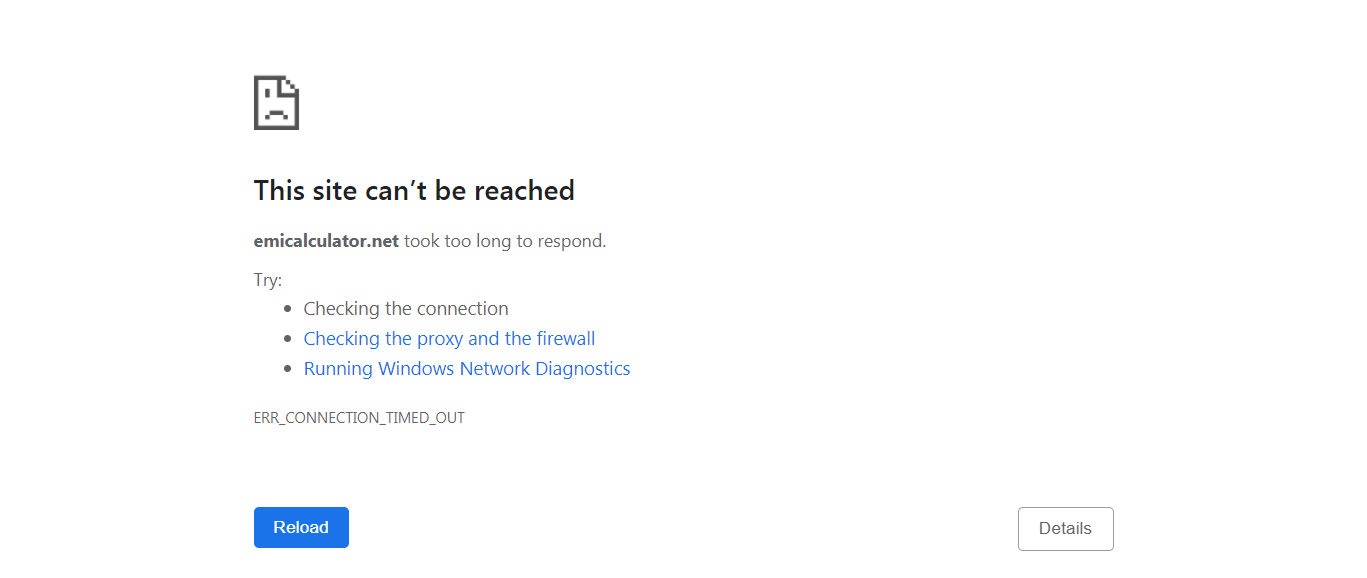 This site can’t be reached
emicalculator.net took too long to respond.
Try:
Checking the connection
Checking the proxy and the firewall
Running Windows Network Diagnostics
ERR_CONNECTION_TIMED_OUT
Reload
Details